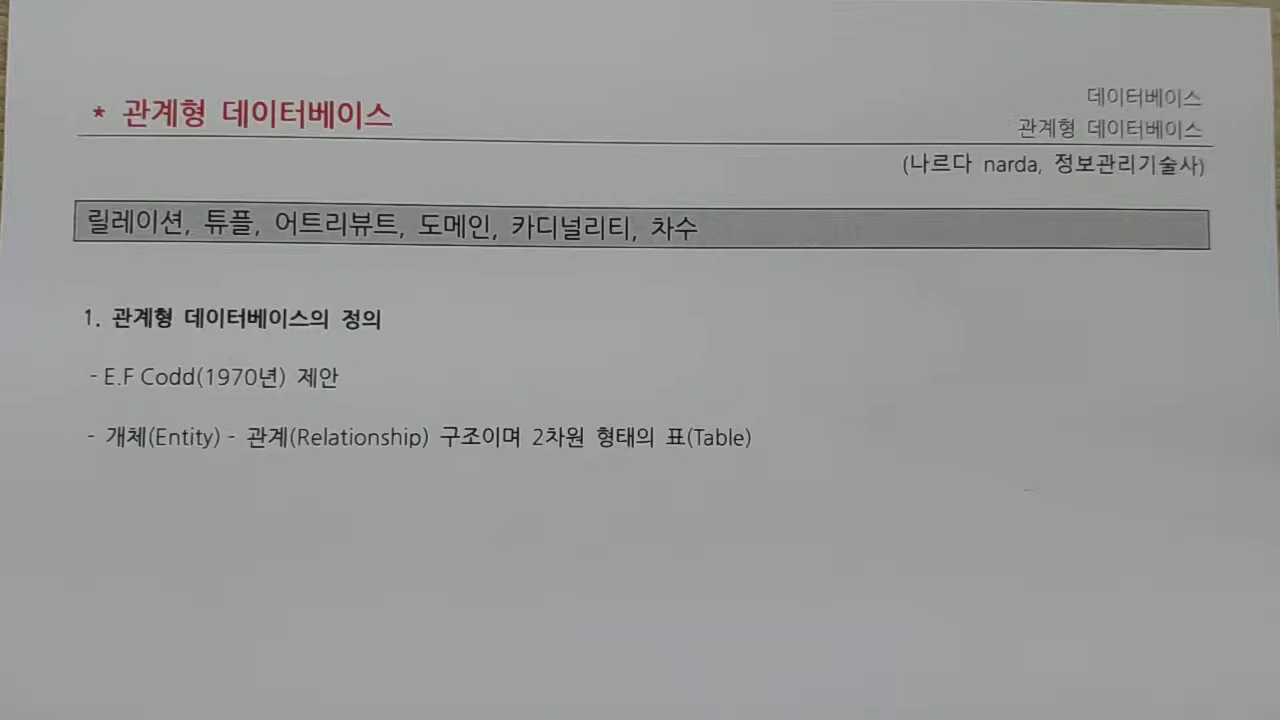 * 관계형 데이터베이스
데이터베이스
관계형 데이터베이스
(나르다 narda, 정보관리기술사)
릴레이션, 튜플, 어트리뷰트, 도메인, 카디널리티, 차수
1. 관계형 데이터베이스의 정의
- E.F Codd(1970년) 제안
- 개체(Entity) - 관계(Relationship) 구조이며 2차원 형태의 표(Table)